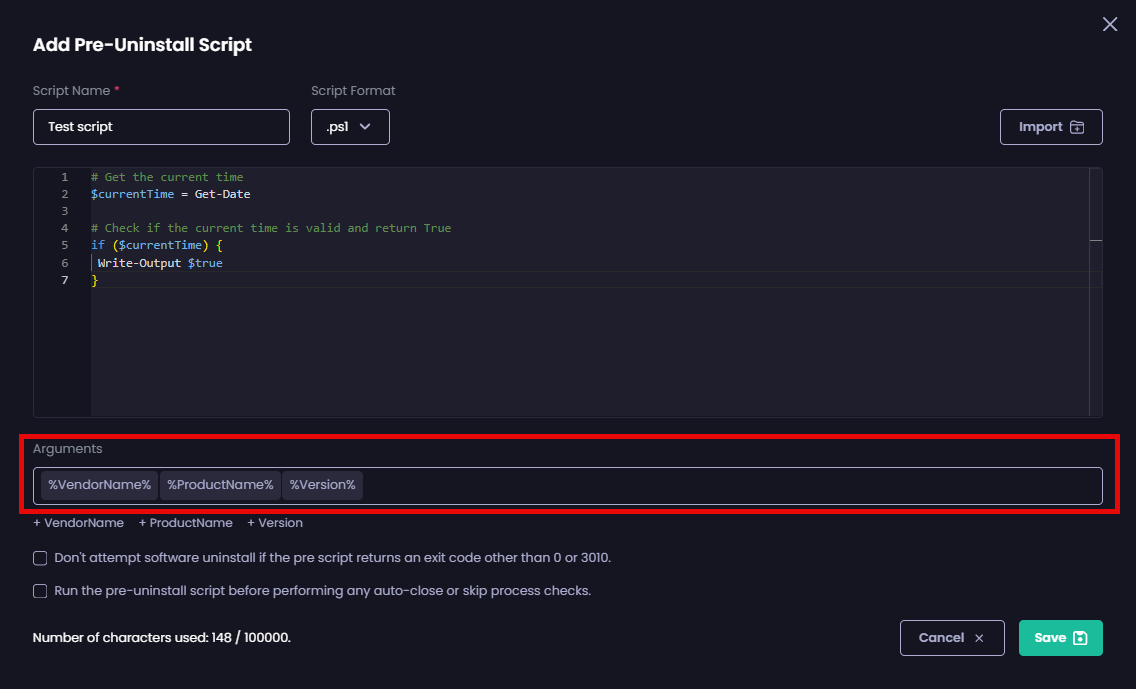 Add Pre-Uninstall Script
Script Name *
Script Format
Test script
.ps1
Import
1 # Get the current time
2 $currentTime = Get-Date
3
4 # Check if the current time is valid and return True
5 if ($currentTime) {
6 Write-Output $true
7 }
Arguments
%VendorName% %ProductName% %Version%
+ VendorName + ProductName + Version
Don't attempt software uninstall if the pre script returns an exit code other than 0 or 3010.
Run the pre-uninstall script before performing any auto-close or skip process checks.
Number of characters used: 148 / 100000.
Cancel
Save